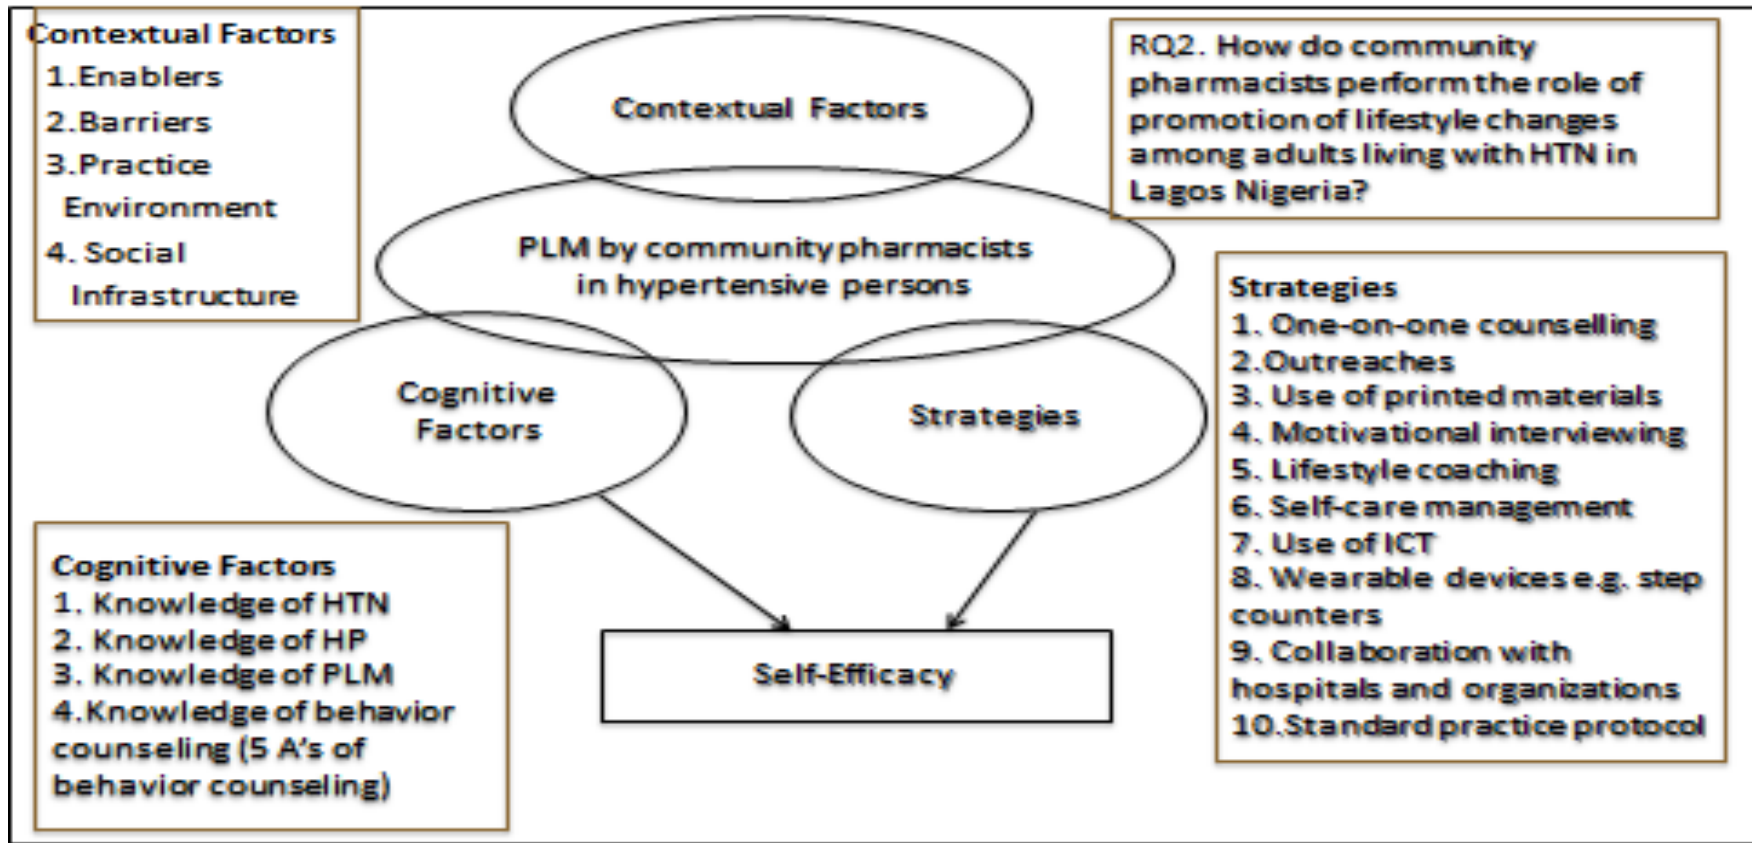 Contextual Factors
1.Enablers
2.Barriers
3.Practice
Environment
4. Social
Infrastructure
Contextual Factors
RQ2. How do community
pharmacists perform the role of
promotion of lifestyle changes
among adults living with HTN in
Lagos Nigeria?
PLM by community pharmacists
in hypertensive persons
Cognitive
Factors
Strategies
Strategies
1. One-on-one counselling
2.Outreaches
3. Use of printed materials
4. Motivational interviewing
5. Lifestyle coaching
6. Self-care management
7. Use of ICT
8. Wearable devices e.g. step
counters
9. Collaboration with
hospitals and organizations
10.Standard practice protocol
Cognitive Factors
1. Knowledge of HTN
2. Knowledge of HP
3. Knowledge of PLM
4.Knowledge of behavior
counseling (5 A's of
behavior counseling)
Self-Efficacy